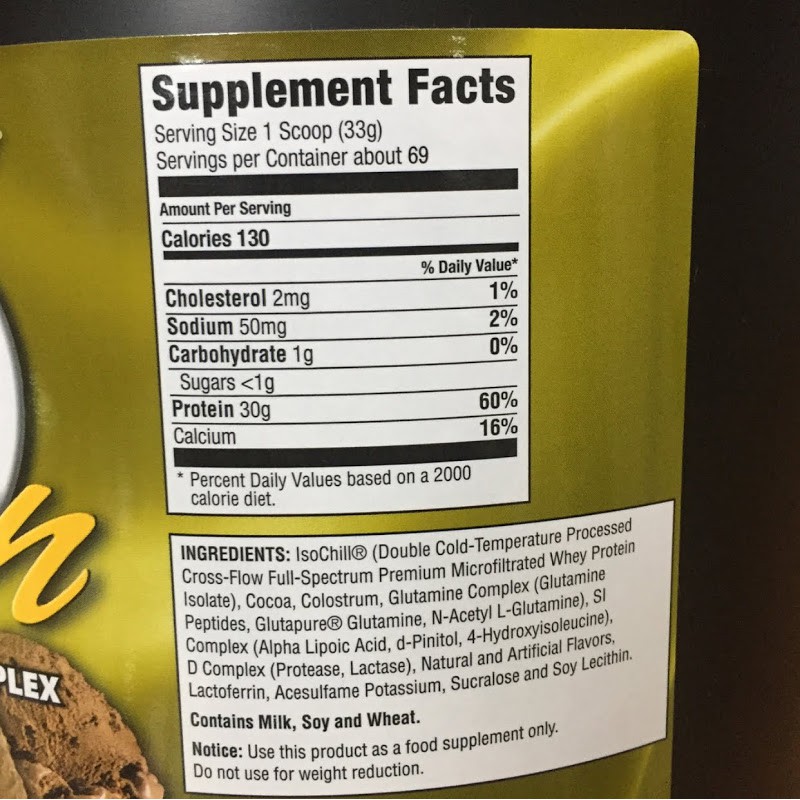 Supplement Facts
Serving Size 1 Scoop (33g)
Servings per Container about 69
Amount Per Serving
Calories 130
% Daily Value*
Cholesterol 2mg 1%
Sodium 50mg 2%
Carbohydrate 1g 0%
Sugars <1g
Protein 30g 60%
Calcium 16%
* Percent Daily Values based on a 2000
calorie diet.
INGREDIENTS: IsoChill® (Double Cold-Temperature Processed
Cross-Flow Full-Spectrum Premium Microfiltrated Whey Protein
Isolate), Cocoa, Colostrum, Glutamine Complex (Glutamine
Peptides, Glutapure® Glutamine, N-Acetyl L-Glutamine), SI
Complex (Alpha Lipoic Acid, d-Pinitol, 4-Hydroxyisoleucine),
D Complex (Protease, Lactase), Natural and Artificial Flavors,
Lactoferrin, Acesulfame Potassium, Sucralose and Soy Lecithin.
Contains Milk, Soy and Wheat.
Notice: Use this product as a food supplement only.
Do not use for weight reduction.
n
PLEX